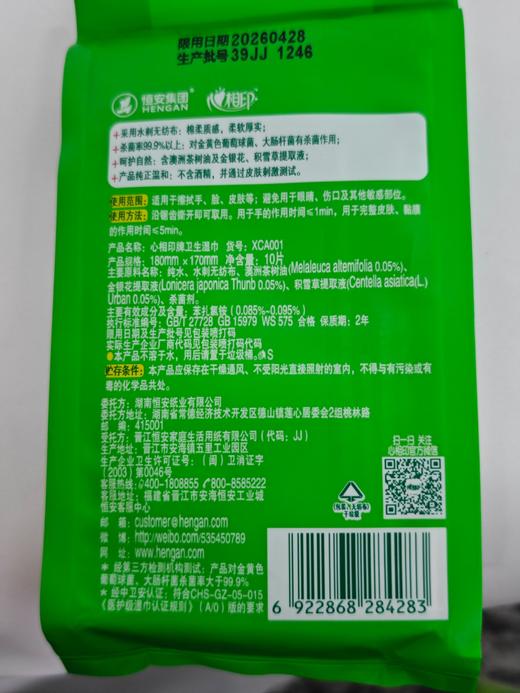 限用日期 20260428
生产批号 39JJ 1246
恒安集团
HENGAN
心相印
采用水刺无纺布：棉柔质感，柔软厚实；
杀菌率99.9%以上：对金黄色葡萄球菌、大肠杆菌有杀菌作用；
呵护自然：含澳洲茶树油及金银花、积雪草提取液；
产品纯正温和：不含酒精，并通过皮肤刺激测试。
使用范围：适用于擦拭手、脸、皮肤等；避免用于眼睛、伤口及其他敏感部位。
使用方法：沿锯齿撕开即可取用。用于手的作用时间≤1min，用于完整皮肤、黏膜
的作用时间≤5min。
产品名称：心相印牌卫生湿巾 货号：XCA001
产品规格：180mm×170mm 净含量：10片
主要原料名称：纯水、水刺无纺布、澳洲茶树油(Melaleuca alternifolia 0.05%)、
金银花提取液(Lonicera japonica Thunb 0.05%)、积雪草提取液(Centella asiatica(L.)
Urban 0.05%)、杀菌剂。
主要有效成分及含量：苯扎氯铵（0.085%-0.095%）
执行标准编号：GB/T 27728 GB 15979 WS 575 合格 保质期：2年
限用日期及生产批号见包装喷打码
实际生产企业厂商代码见包装喷打码代码
●本产品不溶于水，用后请置于垃圾桶。S
贮存条件：本产品应保存在干燥通风、不受阳光直接照射的室内，不得与有污染或有
毒的化学品共处。
委托方：湖南恒安纸业有限公司
委托方地址：湖南省常德经济技术开发区德山镇莲心居委会2组桃林路
邮 编：415001
受托方：晋江恒安家庭生活用纸有限公司（代码：JJ）
生产地址：晋江市安海镇五里工业园区
生产企业卫生许可证号：（闽）卫消证字
（2003）第0046号
客服热线：400-1808855 800-8585222
客服地址：福建省晋江市安海恒安工业城
恒安客服中心
邮 箱：customer@hengan.com
微 博：http://weibo.com/535450789
网 址：www.hengan.com
＊经第三方检测机构测试：产品对金黄色
葡萄球菌、大肠杆菌杀菌率大于99.9%
＊经中卫安认证：符合CHS-GZ-05-015
《医护级湿巾认证规则》（A/0）版的要求
扫一扫 关注
心相印官方微信
干垃圾
6 922868 284283